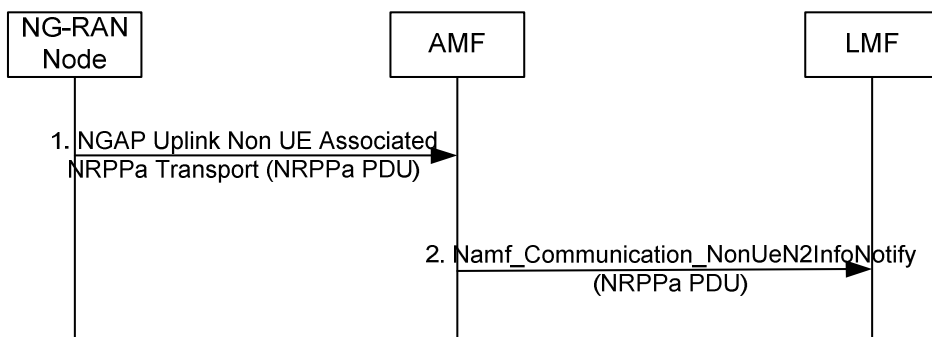 NG-RAN
Node
AMF
LMF
1. NGAP Uplink Non UE Associated
NRPPa Transport (NRPPa PDU)
2. Namf_Communication_NonUeN2InfoNotify
(NRPPa PDU)